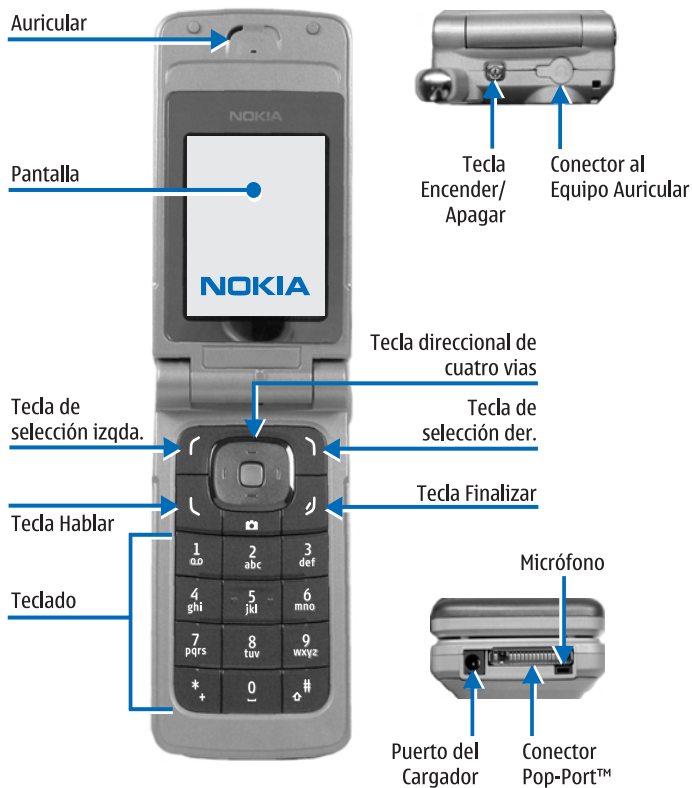 Auricular
NOKIA
Pantalla
NOKIA
Tecla
Encender/
Apagar
Conector al
Equipo Auricular
Tecla direccional de
cuatro vias
Tecla de
selección izqda.
Tecla de
selección der.
Tecla Hablar
Tecla Finalizar
Teclado
1 2 abc 3 def
4 ghi 5 jkl 6 mno
7 pqrs 8 tuv 9 wxyz
* + 0 #
Micrófono
Puerto del
Cargador
Conector
Pop-Port™